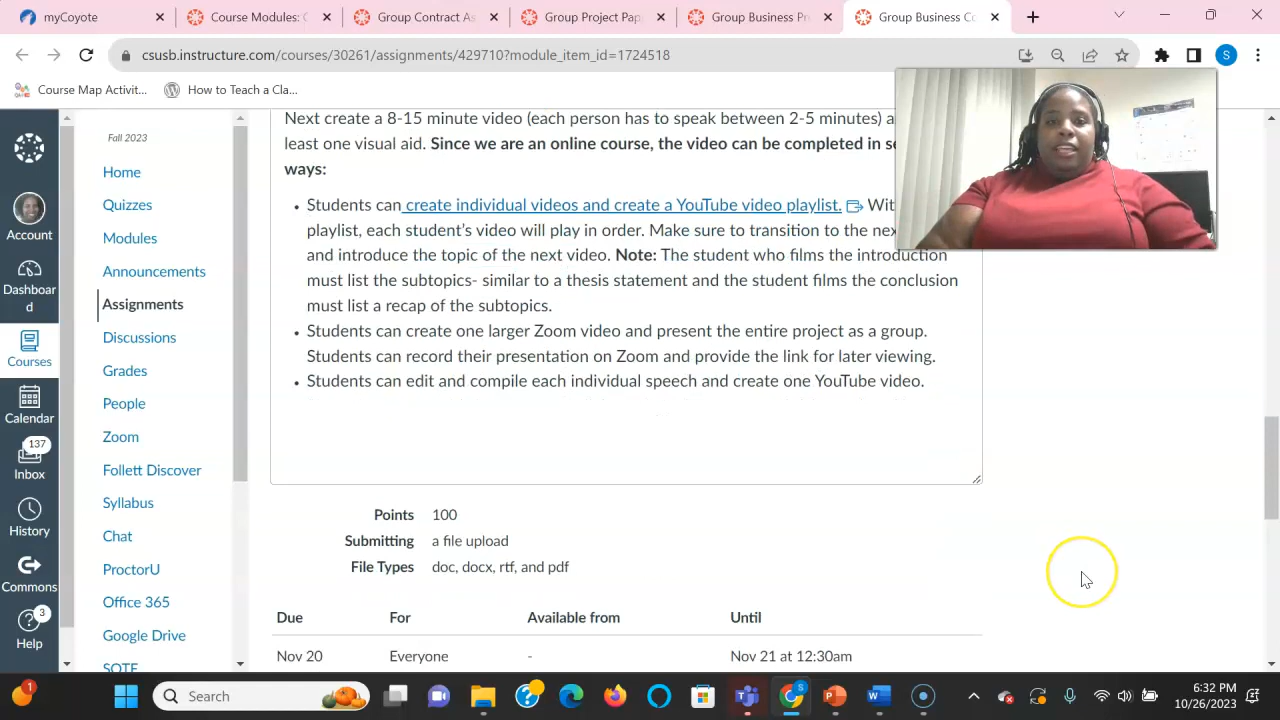 myCoyote
Course Modules: C
Group Contract As
Group Project Pap
Group Business Pr
Group Business Co
csusb.instructure.com/courses/30261/assignments/429710?module_item_id=1724518
S
Course Map Activit...
How to Teach a Cla...
Fall 2023
Home
Quizzes
Modules
Announcements
Assignments
Discussions
Grades
People
Zoom
Follett Discover
Syllabus
Chat
ProctorU
Office 365
Google Drive
SOTE
Account
Dashboar
d
Courses
Calendar
137
Inbox
History
Commons
3
Help
Next create a 8-15 minute video (each person has to speak between 2-5 minutes) a
least one visual aid. Since we are an online course, the video can be completed in se
ways:
Students can create individual videos and create a YouTube video playlist. Wit
playlist, each student's video will play in order. Make sure to transition to the nex
and introduce the topic of the next video. Note: The student who films the introduction
must list the subtopics- similar to a thesis statement and the student films the conclusion
must list a recap of the subtopics.
Students can create one larger Zoom video and present the entire project as a group.
Students can record their presentation on Zoom and provide the link for later viewing.
Students can edit and compile each individual speech and create one YouTube video.
Points 100
Submitting a file upload
File Types doc, docx, rtf, and pdf
Due For Available from Until
Nov 20 Everyone - Nov 21 at 12:30am
1
Search
6:32 PM
10/26/2023